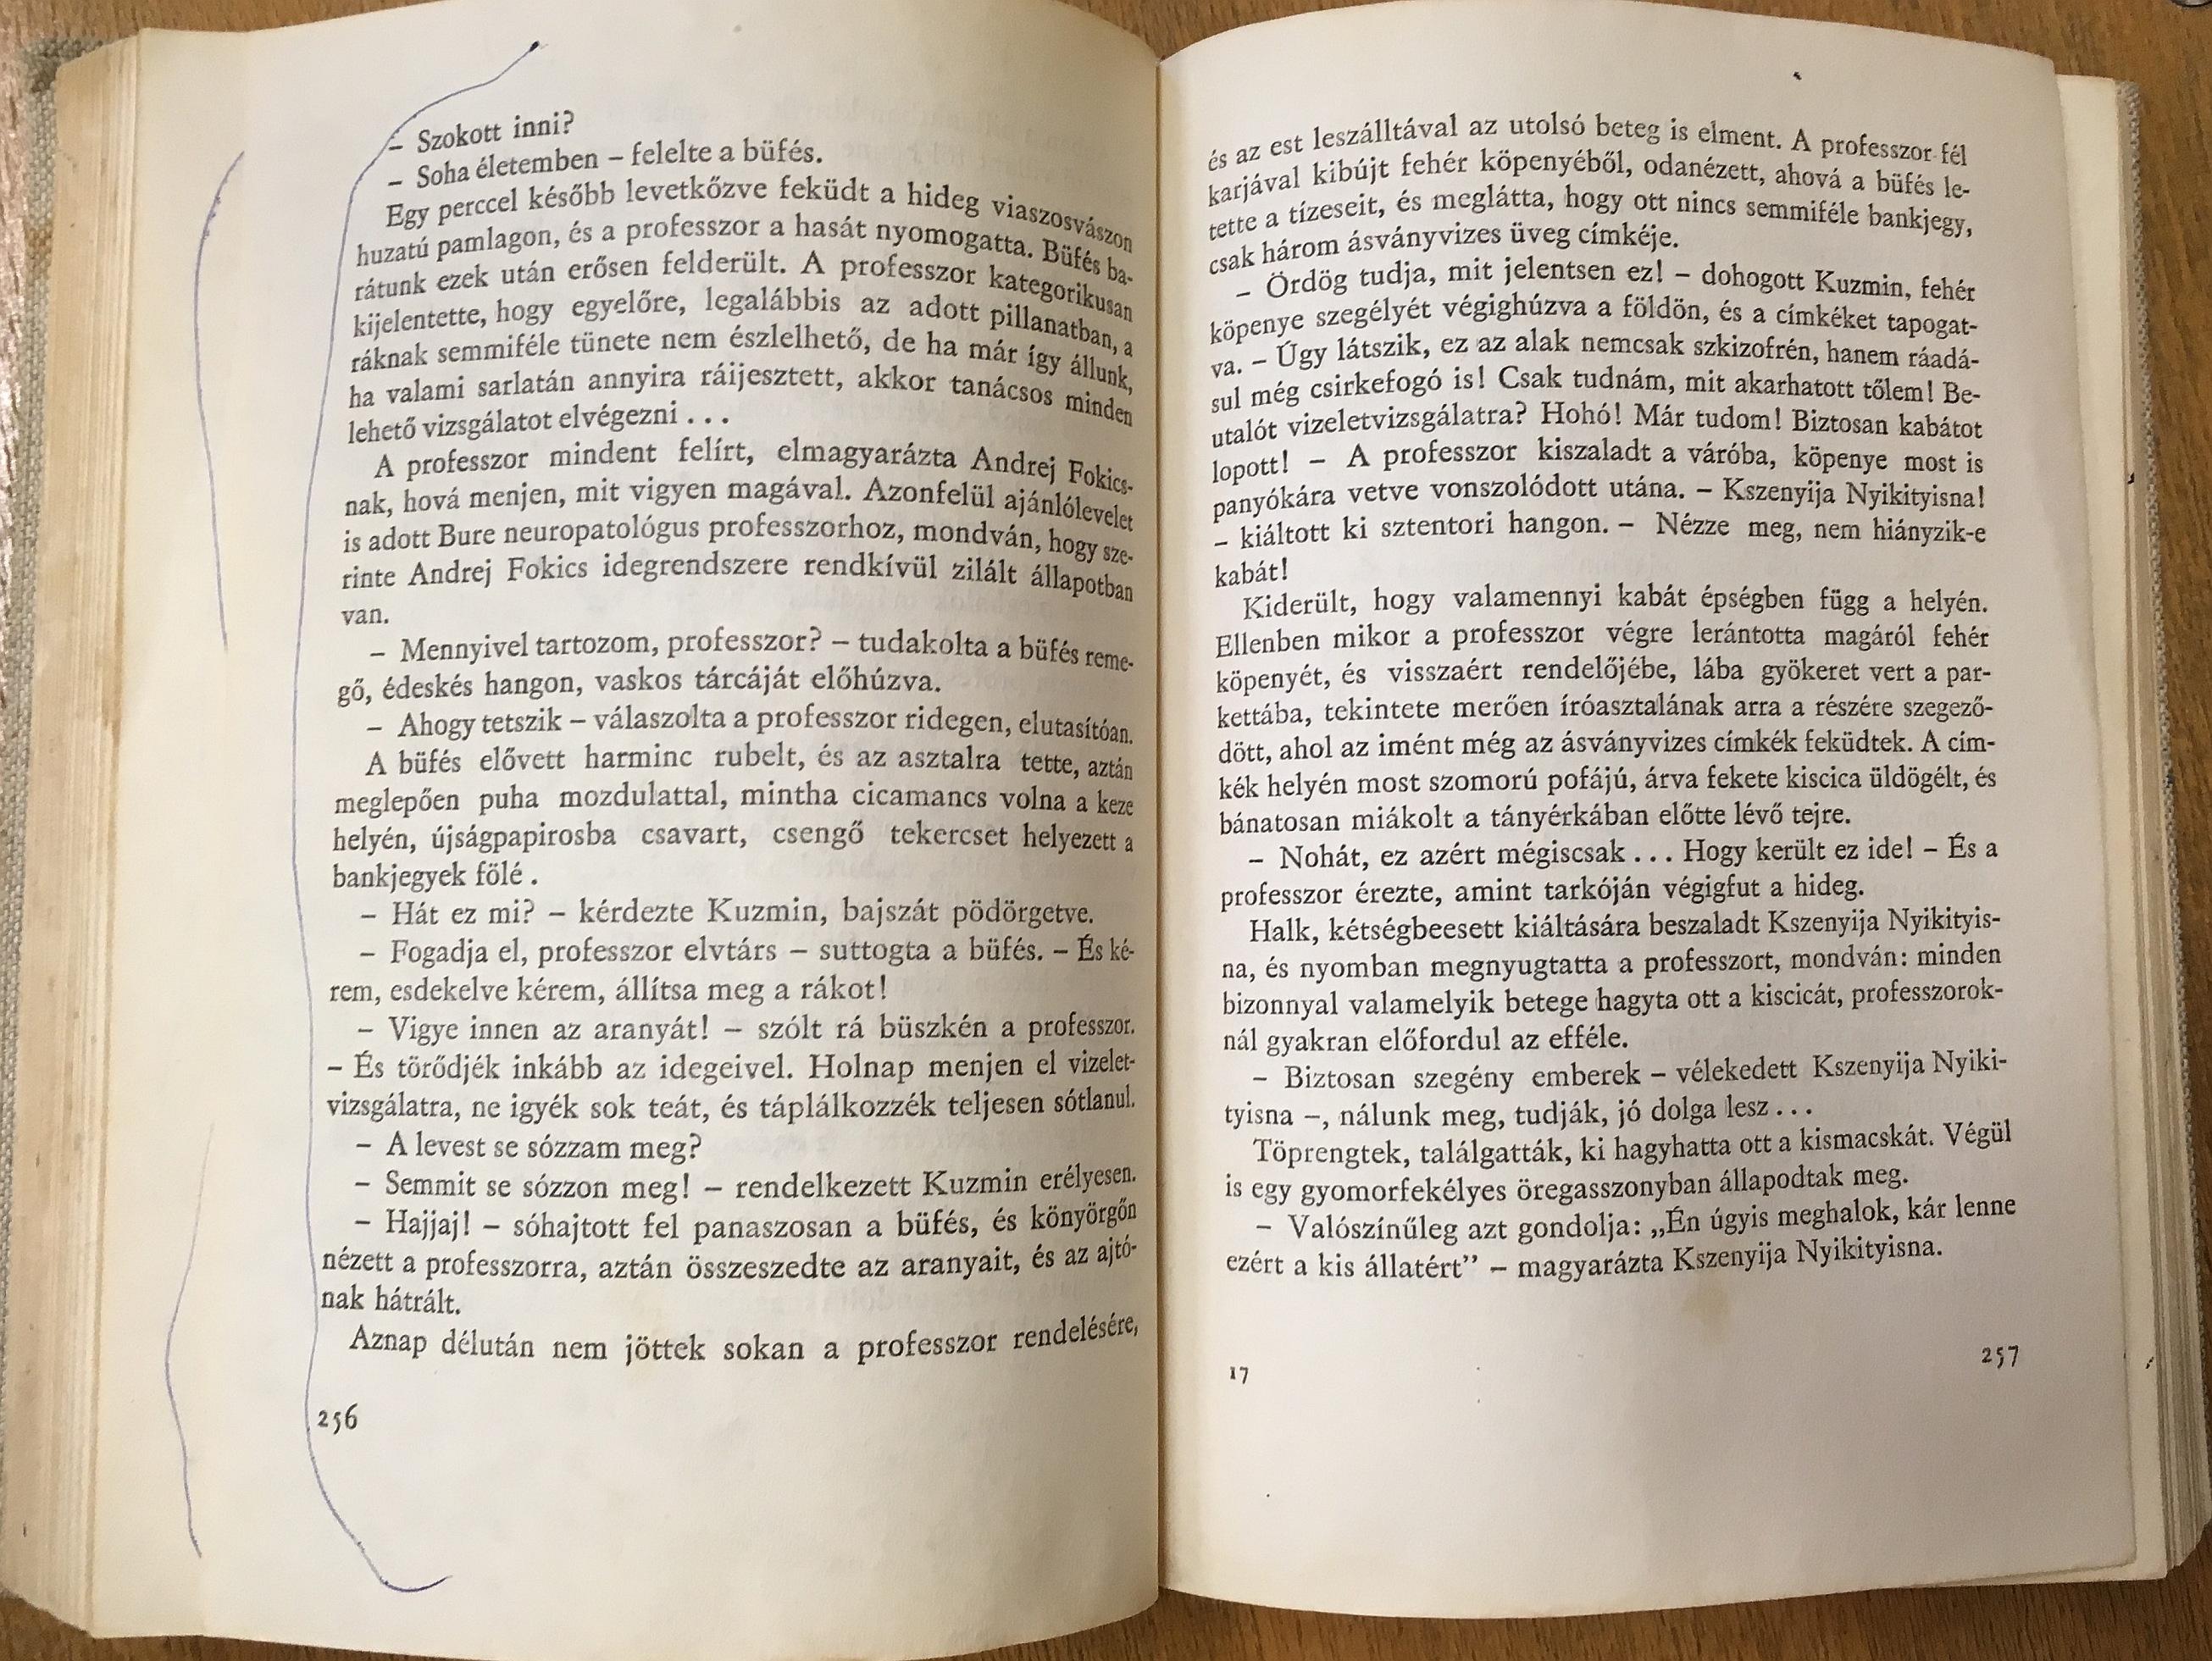 – Szokott inni?
– Soha életemben – felelte a büfés.
Egy perccel később levetkőzve feküdt a hideg viaszosvászon
huzatú pamlagon, és a professzor a hasát nyomogatta. Büfés ba-
rátunk ezek után erősen felderült. A professzor kategorikusan
kijelentette, hogy egyelőre, legalábbis az adott pillanatban, a
ráknak semmiféle tünete nem észlelhető, de ha már így állunk,
ha valami sarlatán annyira ráijesztett, akkor tanácsos minden
lehető vizsgálatot elvégezni . . .
A professzor mindent felírt, elmagyarázta Andrej Fokics-
nak, hová menjen, mit vigyen magával. Azonfelül ajánlólevelet
is adott Bure neuropatológus professzorhoz, mondván, hogy sze-
rinte Andrej Fokics idegrendszere rendkívül zilált állapotban
van.
– Mennyivel tartozom, professzor? – tudakolta a büfés reme-
gő, édeskés hangon, vaskos tárcáját előhúzva.
– Ahogy tetszik – válaszolta a professzor ridegen, elutasítóan.
A büfés elővett harminc rubelt, és az asztalra tette, aztán
meglepően puha mozdulattal, mintha cicamancs volna a keze
helyén, újságpapirosba csavart, csengő tekercset helyezett a
bankjegyek fölé .
– Hát ez mi? – kérdezte Kuzmin, bajszát pödörgetve.
– Fogadja el, professzor elvtárs – suttogta a büfés. – És ké-
rem, esdekelve kérem, állítsa meg a rákot!
– Vigye innen az aranyát! – szólt rá büszkén a professzor.
– És törődjék inkább az idegeivel. Holnap menjen el vizelet-
vizsgálatra, ne igyék sok teát, és táplálkozzék teljesen sótlanul.
– A levest se sózzam meg?
– Semmit se sózzon meg! – rendelkezett Kuzmin erélyesen.
– Hajjaj! – sóhajtott fel panaszosan a büfés, és könyörgőn
nézett a professzorra, aztán összeszedte az aranyait, és az ajtó-
nak hátrált.
Aznap délután nem jöttek sokan a professzor rendelésére,
256
és az est leszálltával az utolsó beteg is elment. A professzor fél
karjával kibújt fehér köpenyéből, odanézett, ahová a büfés le-
tette a tízeseit, és meglátta, hogy ott nincs semmiféle bankjegy,
csak három ásványvizes üveg címkéje.
– Ördög tudja, mit jelentsen ez! – dohogott Kuzmin, fehér
köpenye szegélyét végighúzva a földön, és a címkéket tapogat-
va. – Úgy látszik, ez az alak nemcsak szkizofrén, hanem ráadá-
sul még csirkefogó is! Csak tudnám, mit akarhatott tőlem! Be-
utalót vizeletvizsgálatra? Hohó! Már tudom! Biztosan kabátot
lopott! – A professzor kiszaladt a váróba, köpenye most is
panyókára vetve vonszolódott utána. – Kszenyija Nyikityisna!
– kiáltott ki sztentori hangon. – Nézze meg, nem hiányzik-e
kabát!
Kiderült, hogy valamennyi kabát épségben függ a helyén.
Ellenben mikor a professzor végre lerántotta magáról fehér
köpenyét, és visszaért rendelőjébe, lába gyökeret vert a par-
kettába, tekintete merően íróasztalának arra a részére szegező-
dött, ahol az imént még az ásványvizes címkék feküdtek. A cím-
kék helyén most szomorú pofájú, árva fekete kiscica üldögélt, és
bánatosan miákolt a tányérkában előtte lévő tejre.
– Nohát, ez azért mégiscsak . . . Hogy került ez ide! – És a
professzor érezte, amint tarkóján végigfut a hideg.
Halk, kétségbeesett kiáltására beszaladt Kszenyija Nyikityis-
na, és nyomban megnyugtatta a professzort, mondván: minden
bizonnyal valamelyik betege hagyta ott a kiscicát, professzorok-
nál gyakran előfordul az efféle.
– Biztosan szegény emberek – vélekedett Kszenyija Nyiki-
tyisna –, nálunk meg, tudják, jó dolga lesz . . .
Töprengtek, találgatták, ki hagyhatta ott a kismacskát. Végül
is egy gyomorfekélyes öregasszonyban állapodtak meg.
– Valószínűleg azt gondolja: „Én úgyis meghalok, kár lenne
ezért a kis állatért” – magyarázta Kszenyija Nyikityisna.
17
257